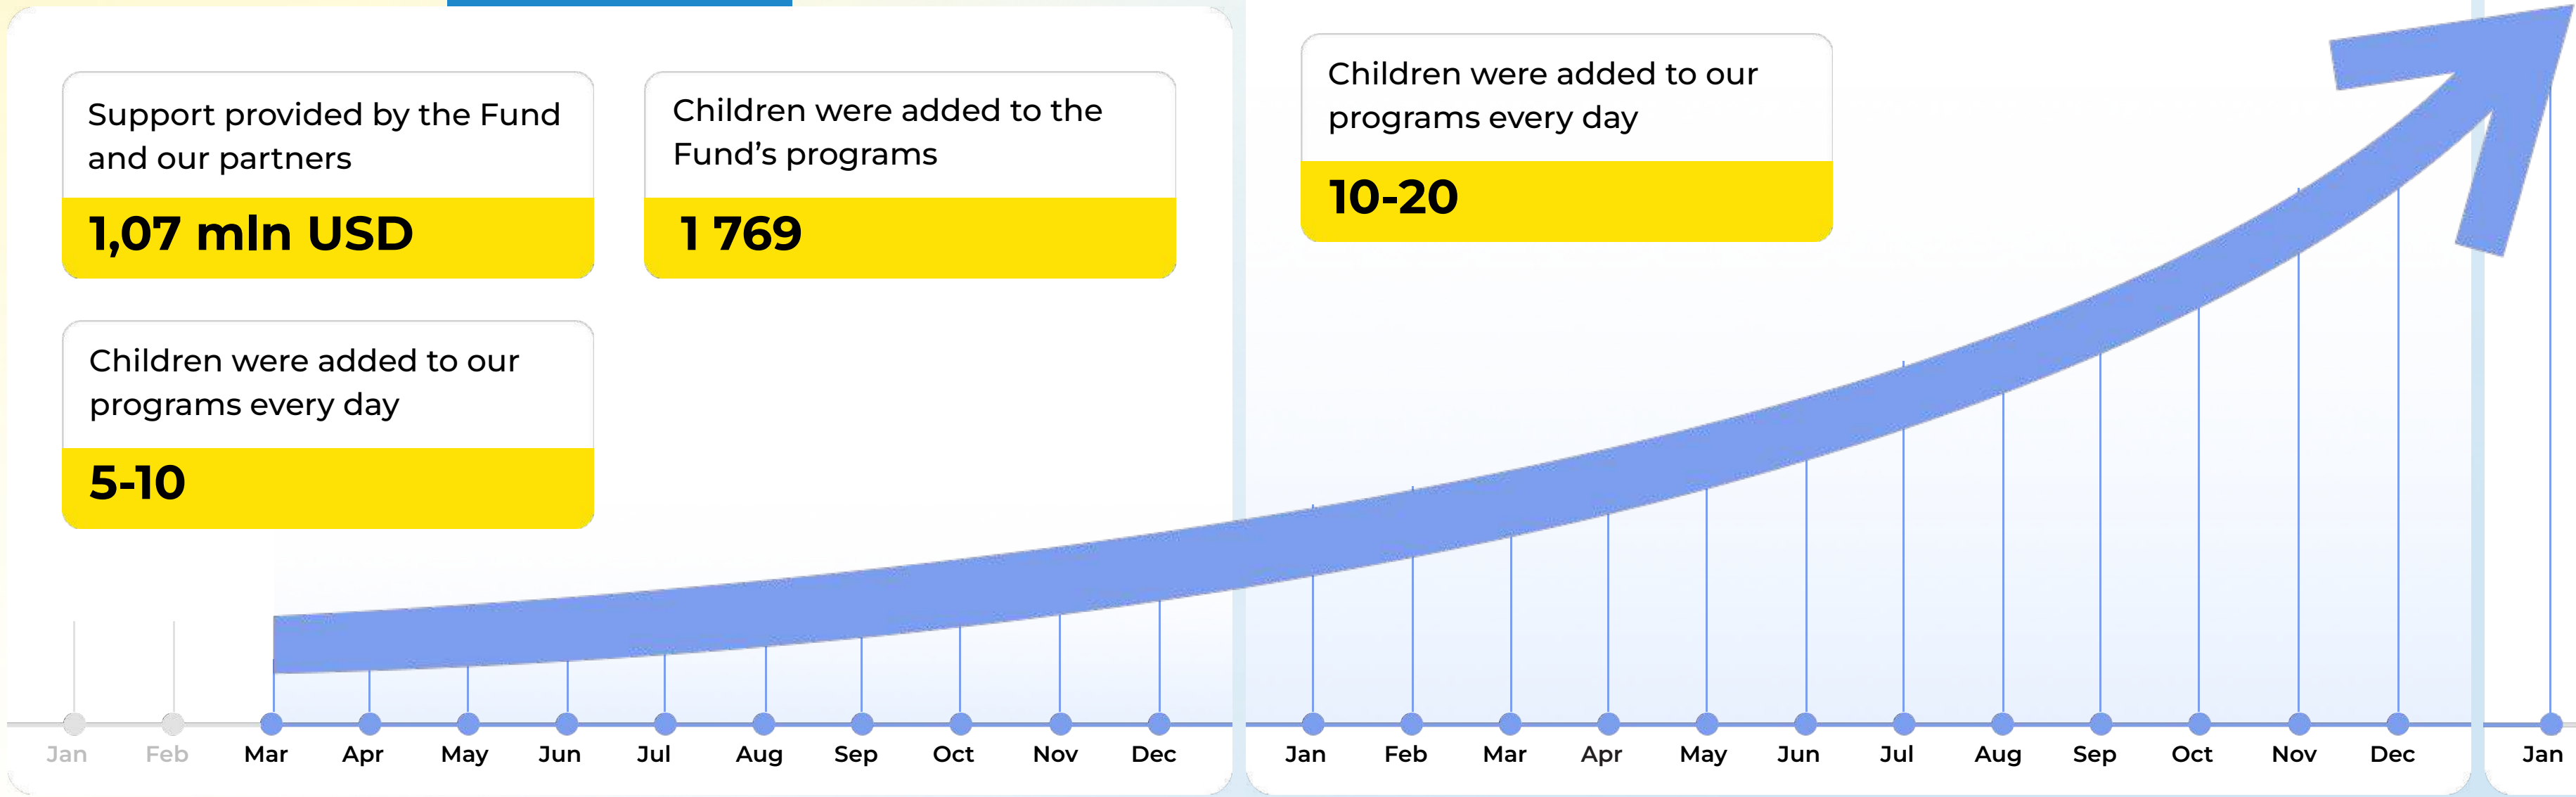 Support provided by the Fund
and our partners
1,07 mln USD
Children were added to the
Fund’s programs
1 769
Children were added to our
programs every day
5-10
Children were added to our
programs every day
10-20
Jan Feb Mar Apr May Jun Jul Aug Sep Oct Nov Dec Jan Feb Mar Apr May Jun Jul Aug Sep Oct Nov Dec Jan